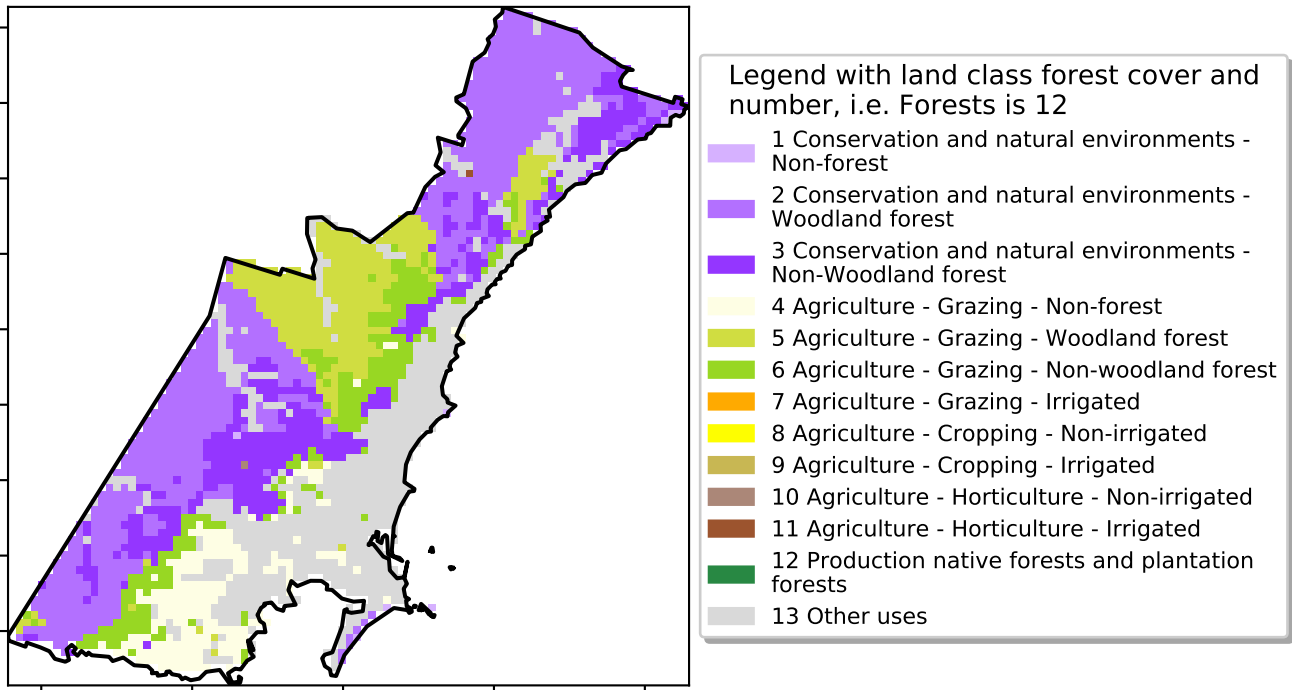 Legend with land class forest cover and
number, i.e. Forests is 12
1 Conservation and natural environments -
Non-forest
2 Conservation and natural environments -
Woodland forest
3 Conservation and natural environments -
Non-Woodland forest
4 Agriculture - Grazing - Non-forest
5 Agriculture - Grazing - Woodland forest
6 Agriculture - Grazing - Non-woodland forest
7 Agriculture - Grazing - Irrigated
8 Agriculture - Cropping - Non-irrigated
9 Agriculture - Cropping - Irrigated
10 Agriculture - Horticulture - Non-irrigated
11 Agriculture - Horticulture - Irrigated
12 Production native forests and plantation
forests
13 Other uses